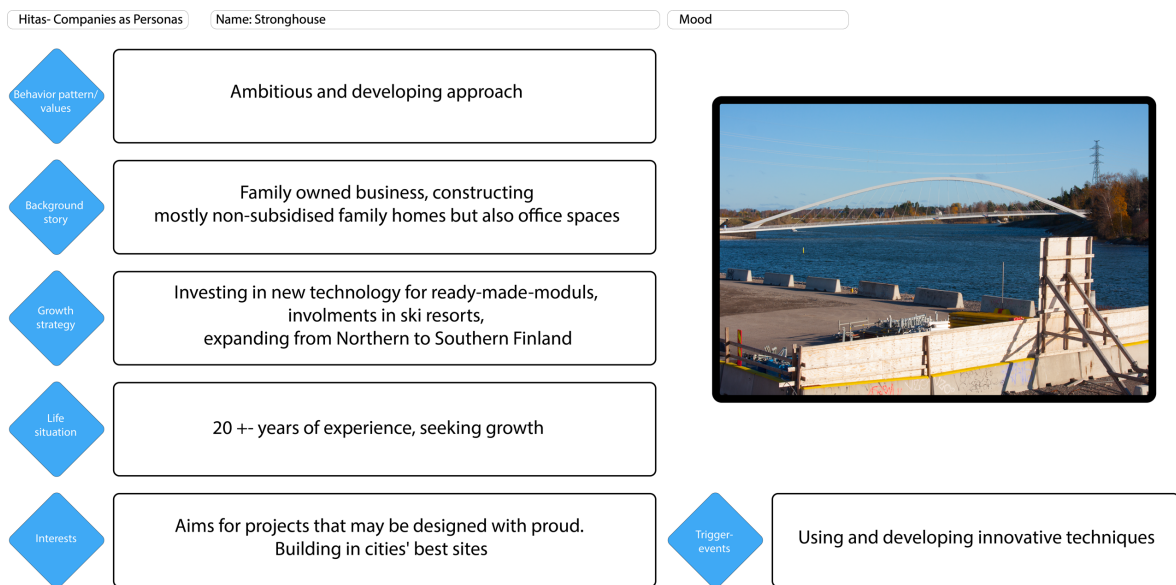 Hitas- Companies as Personas
Name: Stronghouse
Mood
Behavior pattern/
values
Ambitious and developing approach
Background
story
Family owned business, constructing
mostly non-subsidised family homes but also office spaces
Growth
strategy
Investing in new technology for ready-made-moduls,
involments in ski resorts,
expanding from Northern to Southern Finland
Life
situation
20 +- years of experience, seeking growth
Interests
Aims for projects that may be designed with proud.
Building in cities' best sites
Trigger-
events
Using and developing innovative techniques